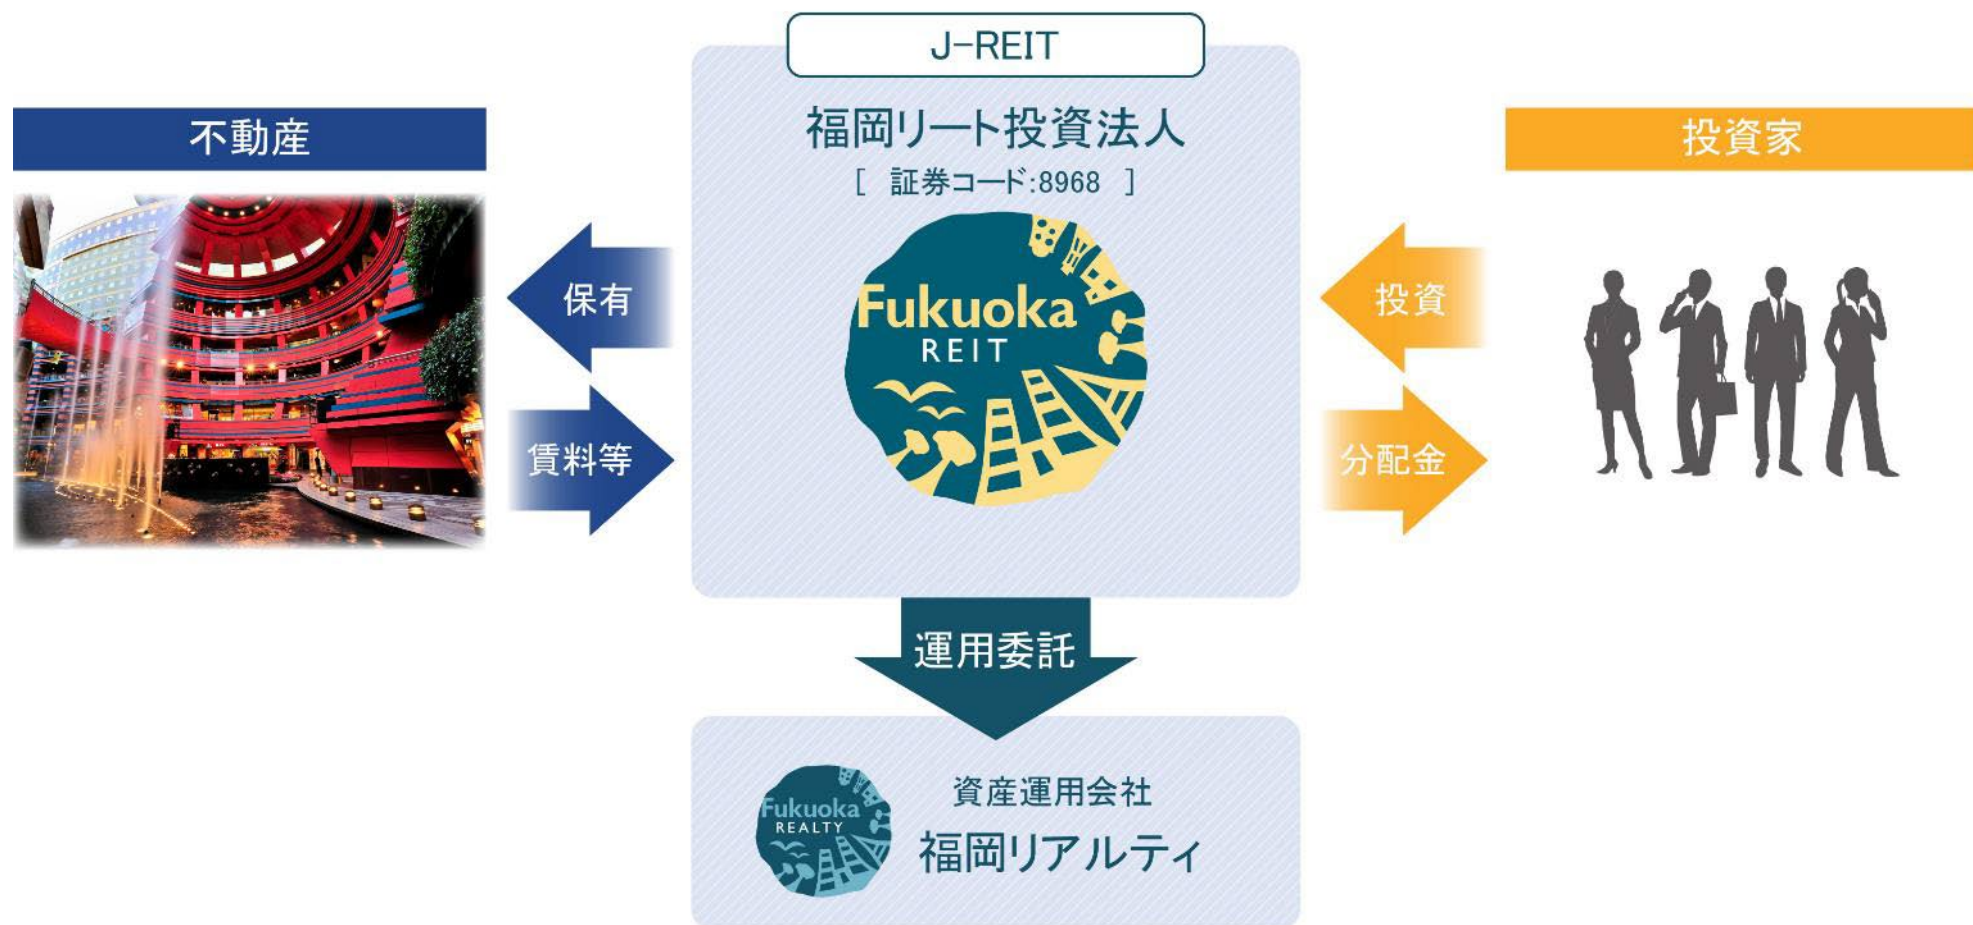 J-REIT
福岡リート投資法人
[ 証券コード:8968 ]
不動産
投資家
保有
賃料等
Fukuoka
REIT
投資
分配金
運用委託
Fukuoka
REALTY
資産運用会社
福岡リアルティ